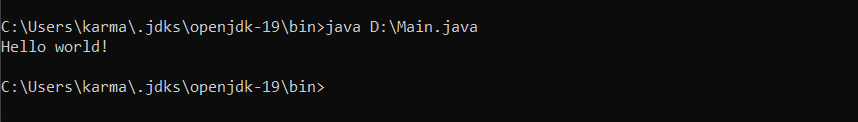 C:\Users\karma\.jdks\openjdk-19\bin>java D:\Main.java
Hello world!
C:\Users\karma\.jdks\openjdk-19\bin>